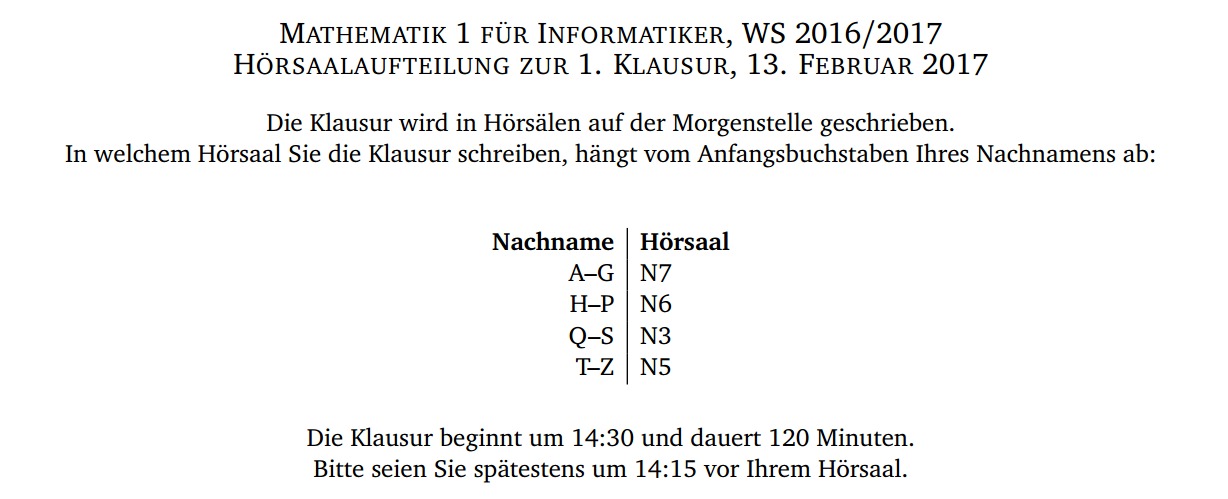 MATHEMATIK 1 FÜR INFORMATIKER, WS 2016/2017
HÖRSAALAUFTEILUNG ZUR 1. KLAUSUR, 13. FEBRUAR 2017
Die Klausur wird in Hörsälen auf der Morgenstelle geschrieben.
In welchem Hörsaal Sie die Klausur schreiben, hängt vom Anfangsbuchstaben Ihres Nachnamens ab:
Nachname Hörsaal
A–G N7
H–P N6
Q–S N3
T–Z N5
Die Klausur beginnt um 14:30 und dauert 120 Minuten.
Bitte seien Sie spätestens um 14:15 vor Ihrem Hörsaal.